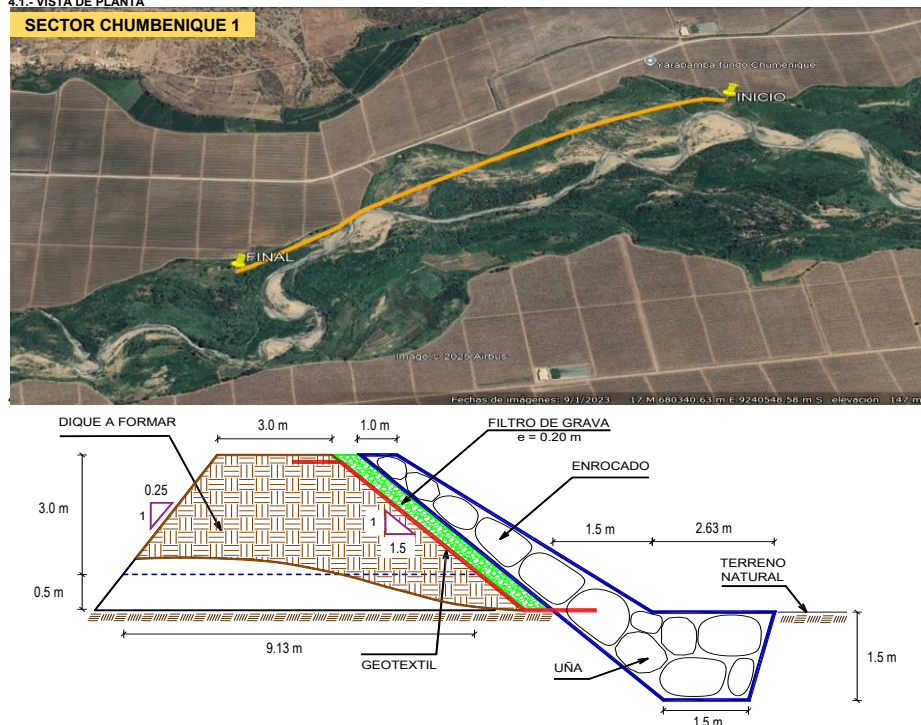 4.1.- VISTA DE PLANTA
SECTOR CHUMBENIQUE 1
Yarabamba fundo Chumenique
INICIO
FINAL
Image © 2025 Airbus
Fechas de imágenes: 9/1/2023 17 M 680340.63 m E 9240548.58 m S elevación 147 m
DIQUE A FORMAR
3.0 m
1.0 m
FILTRO DE GRAVA
e = 0.20 m
ENROCADO
3.0 m
0.25
1
1
1.5
1.5 m
2.63 m
TERRENO
NATURAL
0.5 m
9.13 m
GEOTEXTIL
UÑA
1.5 m
1.5 m